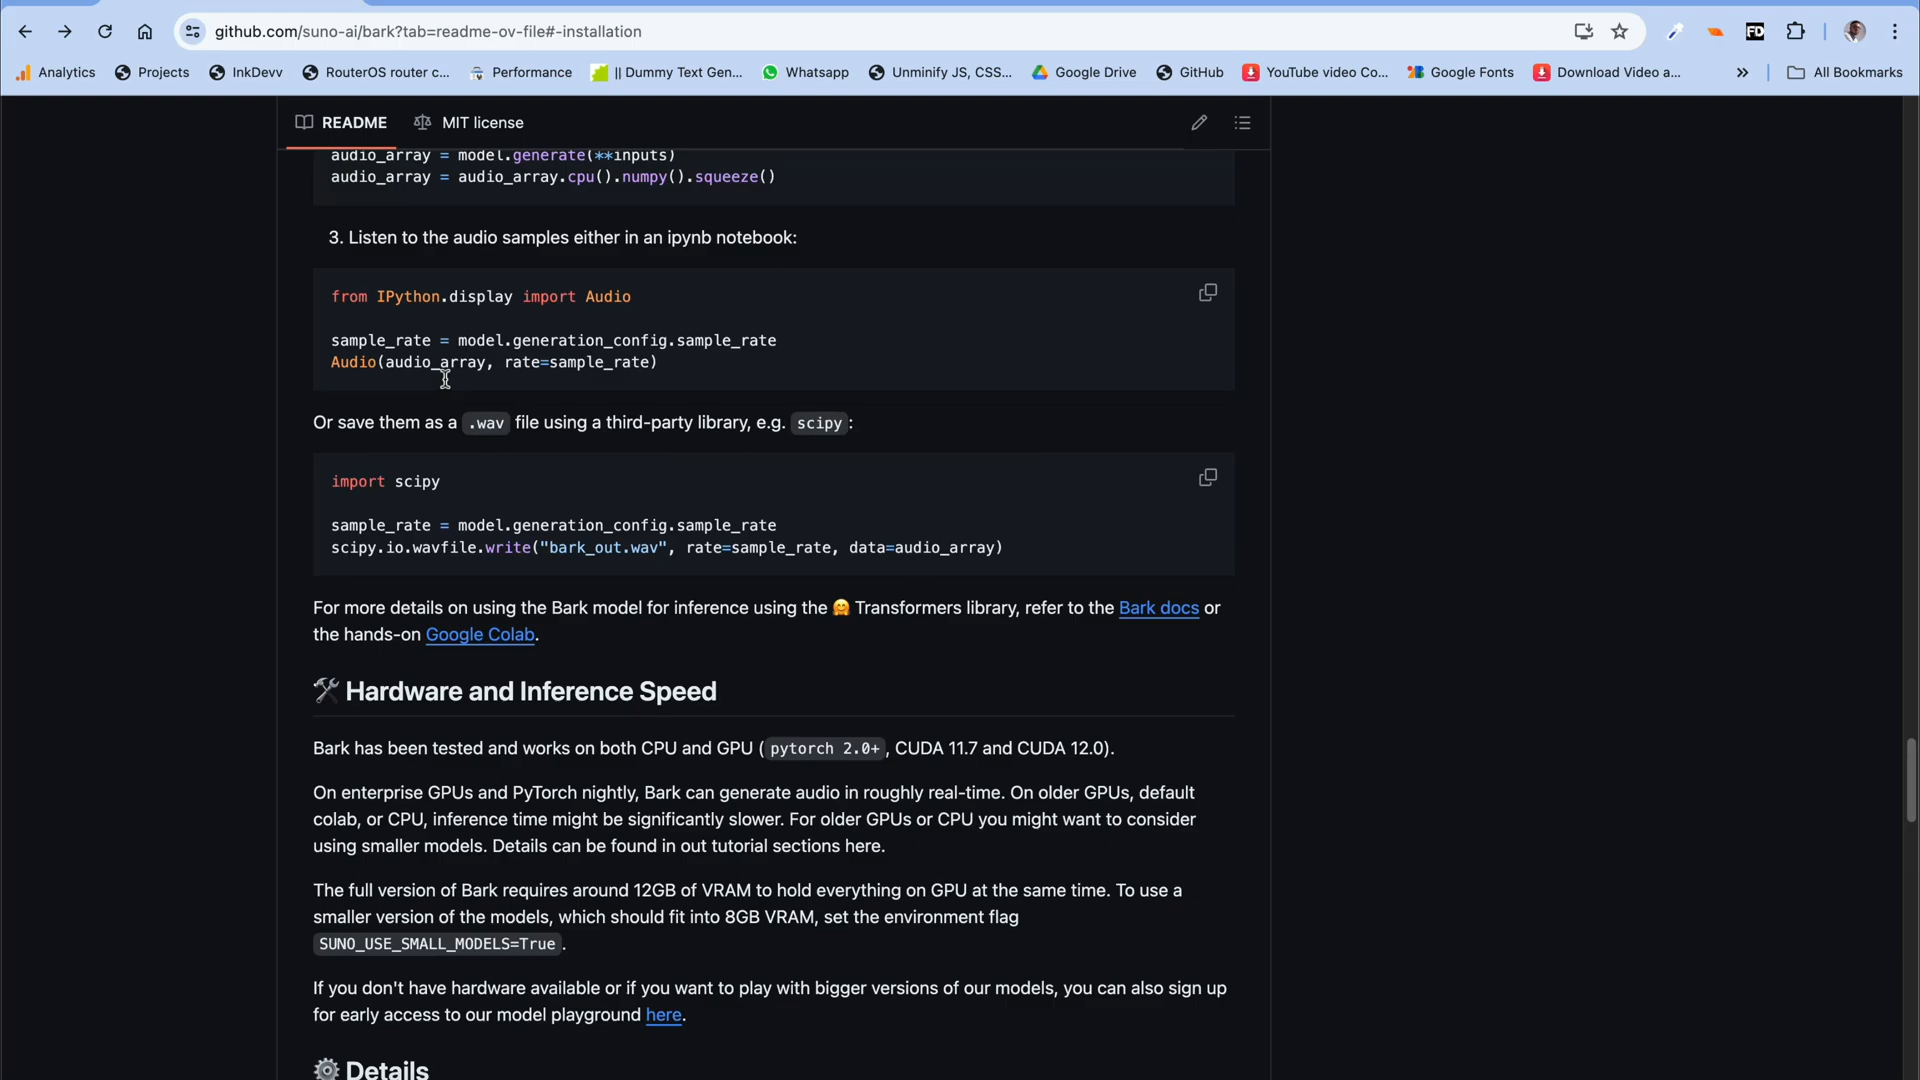 github.com/suno-ai/bark?tab=readme-ov-file#-installation
FD
Analytics Projects InkDevv RouterOS router c... Performance || Dummy Text Gen... Whatsapp Unminify JS, CSS... Google Drive GitHub YouTube video Co... Google Fonts Download Video a... » All Bookmarks
README MIT license
audio_array = model.generate(**inputs)
audio_array = audio_array.cpu().numpy().squeeze()
3. Listen to the audio samples either in an ipynb notebook:
from IPython.display import Audio
sample_rate = model.generation_config.sample_rate
Audio(audio_array, rate=sample_rate)
Or save them as a .wav file using a third-party library, e.g. scipy:
import scipy
sample_rate = model.generation_config.sample_rate
scipy.io.wavfile.write("bark_out.wav", rate=sample_rate, data=audio_array)
For more details on using the Bark model for inference using the 🤗 Transformers library, refer to the Bark docs or
the hands-on Google Colab.
🛠️ Hardware and Inference Speed
Bark has been tested and works on both CPU and GPU (pytorch 2.0+, CUDA 11.7 and CUDA 12.0).
On enterprise GPUs and PyTorch nightly, Bark can generate audio in roughly real-time. On older GPUs, default
colab, or CPU, inference time might be significantly slower. For older GPUs or CPU you might want to consider
using smaller models. Details can be found in out tutorial sections here.
The full version of Bark requires around 12GB of VRAM to hold everything on GPU at the same time. To use a
smaller version of the models, which should fit into 8GB VRAM, set the environment flag
SUNO_USE_SMALL_MODELS=True.
If you don't have hardware available or if you want to play with bigger versions of our models, you can also sign up
for early access to our model playground here.
⚙️ Details